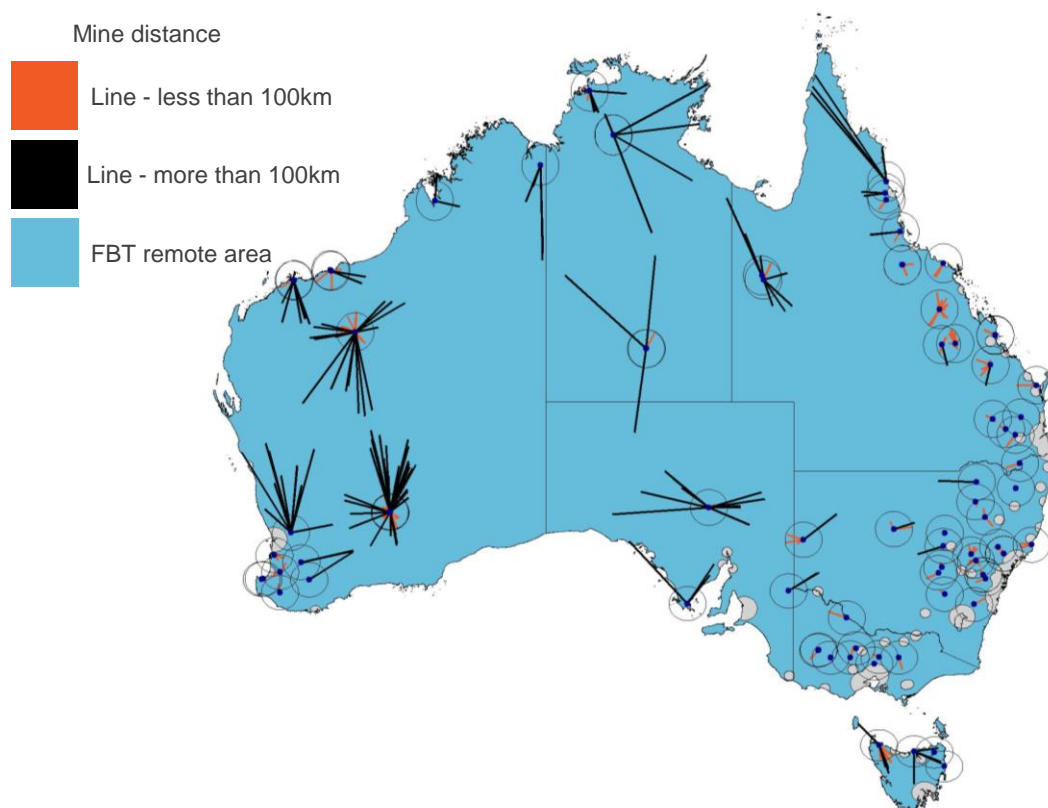 Mine distance
Line - less than 100km
Line - more than 100km
FBT remote area